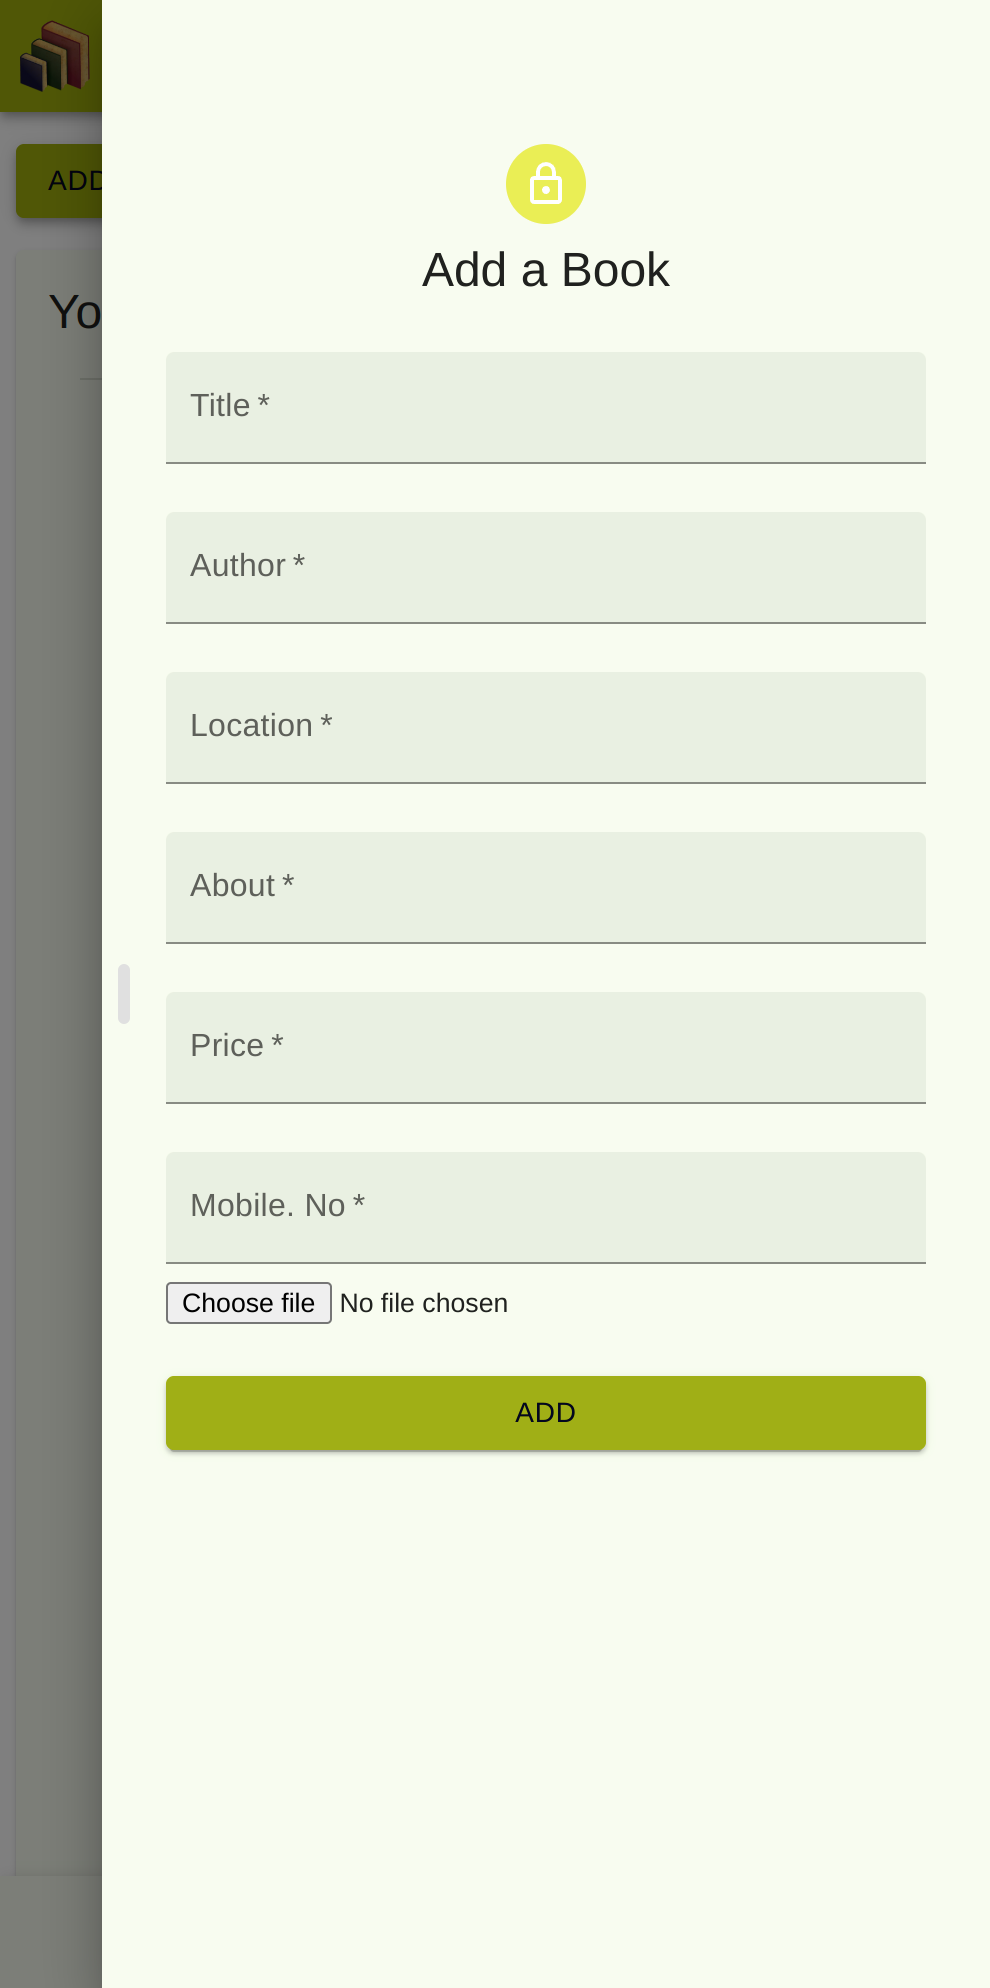 ADD
Yo
Add a Book
Title *
Author *
Location *
About *
Price *
Mobile. No *
Choose file No file chosen
ADD